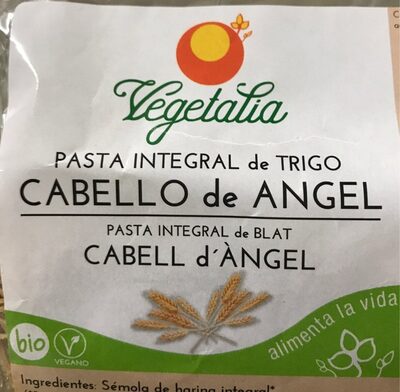 Vegetalia
PASTA INTEGRAL de TRIGO
CABELLO de ANGEL
PASTA INTEGRAL de BLAT
CABELL d´ÀNGEL
alimenta la vida
bio
VEGANO
Ingredientes: Sémola de harina integral*